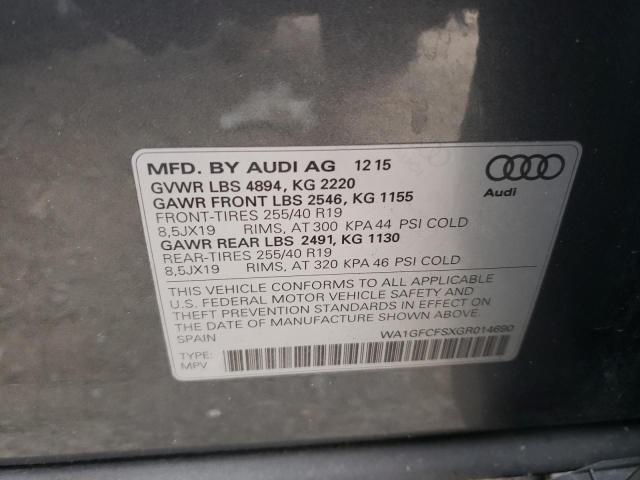 MFD. BY AUDI AG 12 15
GVWR LBS 4894, KG 2220
GAWR FRONT LBS 2546, KG 1155
FRONT-TIRES 255/40 R19
8,5JX19 RIMS, AT 300 KPA 44 PSI COLD
GAWR REAR LBS 2491, KG 1130
REAR-TIRES 255/40 R19
8,5JX19 RIMS, AT 320 KPA 46 PSI COLD
Audi
THIS VEHICLE CONFORMS TO ALL APPLICABLE
U.S. FEDERAL MOTOR VEHICLE SAFETY AND
THEFT PREVENTION STANDARDS IN EFFECT ON
THE DATE OF MANUFACTURE SHOWN ABOVE.
SPAIN WA1GFCFSXGR014690
TYPE:
MPV